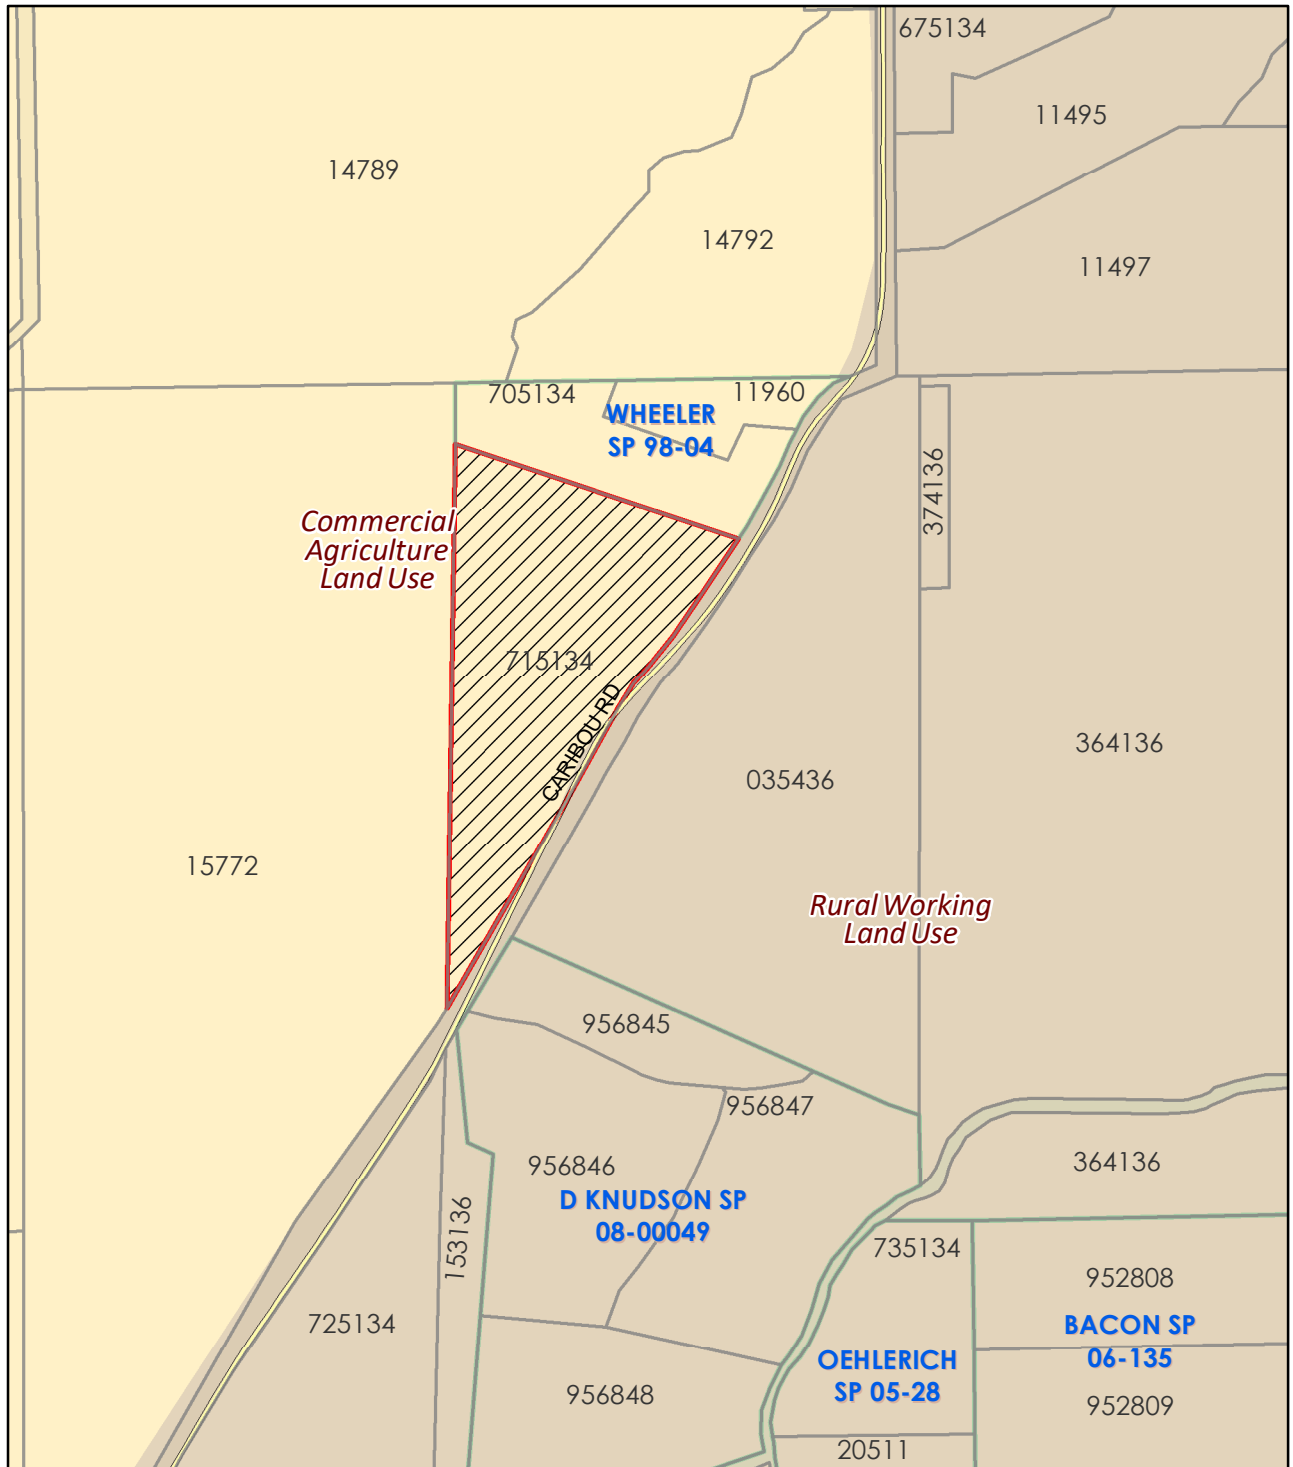 675134
11495
14789
14792
11497
705134
11960
WHEELER
SP 98-04
374136
Commercial
Agriculture
Land Use
715134
CARIBOU RD
364136
035436
15772
Rural Working
Land Use
956845
956847
956846
364136
D KNUDSON SP
08-00049
153136
735134
952808
725134
BACON SP
06-135
OEHLERICH
SP 05-28
956848
952809
20511